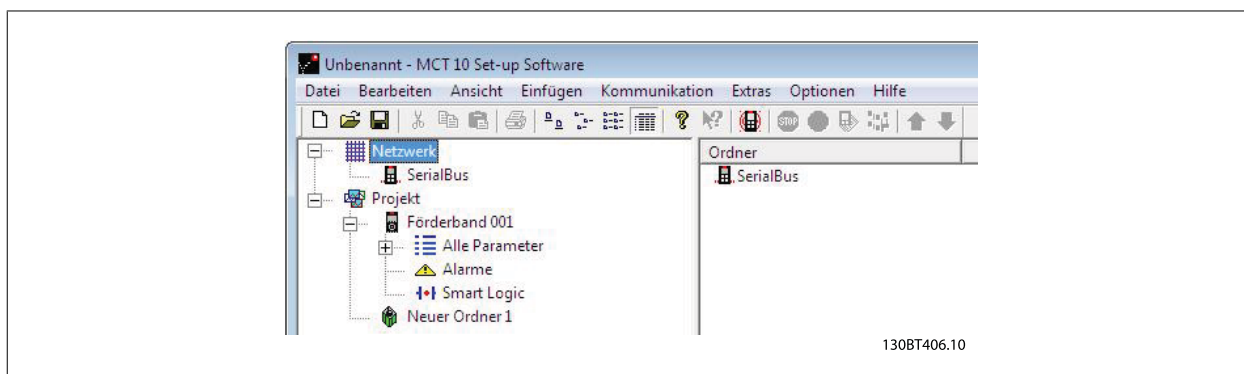 Unbenannt - MCT 10 Set-up Software
Datei Bearbeiten Ansicht Einfügen Kommunikation Extras Optionen Hilfe
STOP
Netzwerk
SerialBus
Projekt
Förderband 001
Alle Parameter
Alarme
Smart Logic
Neuer Ordner 1
Ordner
SerialBus
130BT406.10